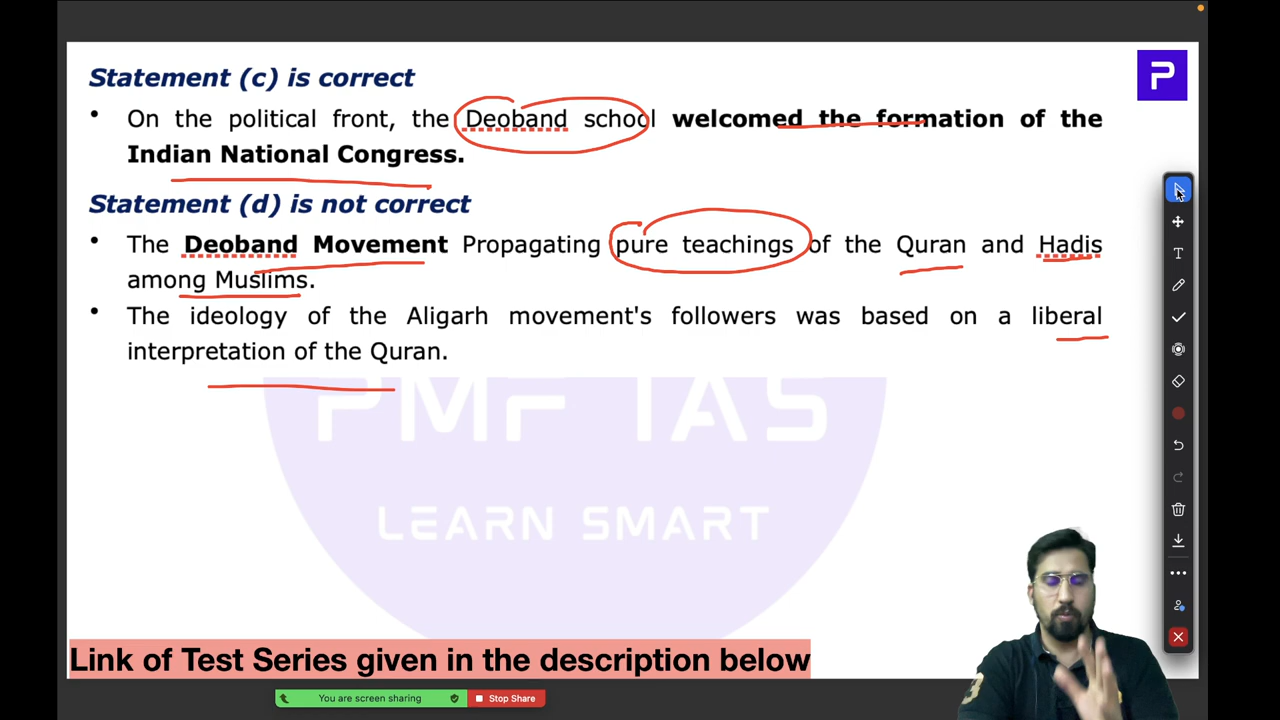 Statement (c) is correct
• On the political front, the Deoband school welcomed the formation of the
Indian National Congress.
Statement (d) is not correct
• The Deoband Movement Propagating pure teachings of the Quran and Hadis
among Muslims.
• The ideology of the Aligarh movement's followers was based on a liberal
interpretation of the Quran.
PMF IAS
LEARN SMART
Link of Test Series given in the description below
You are screen sharing
Stop Share